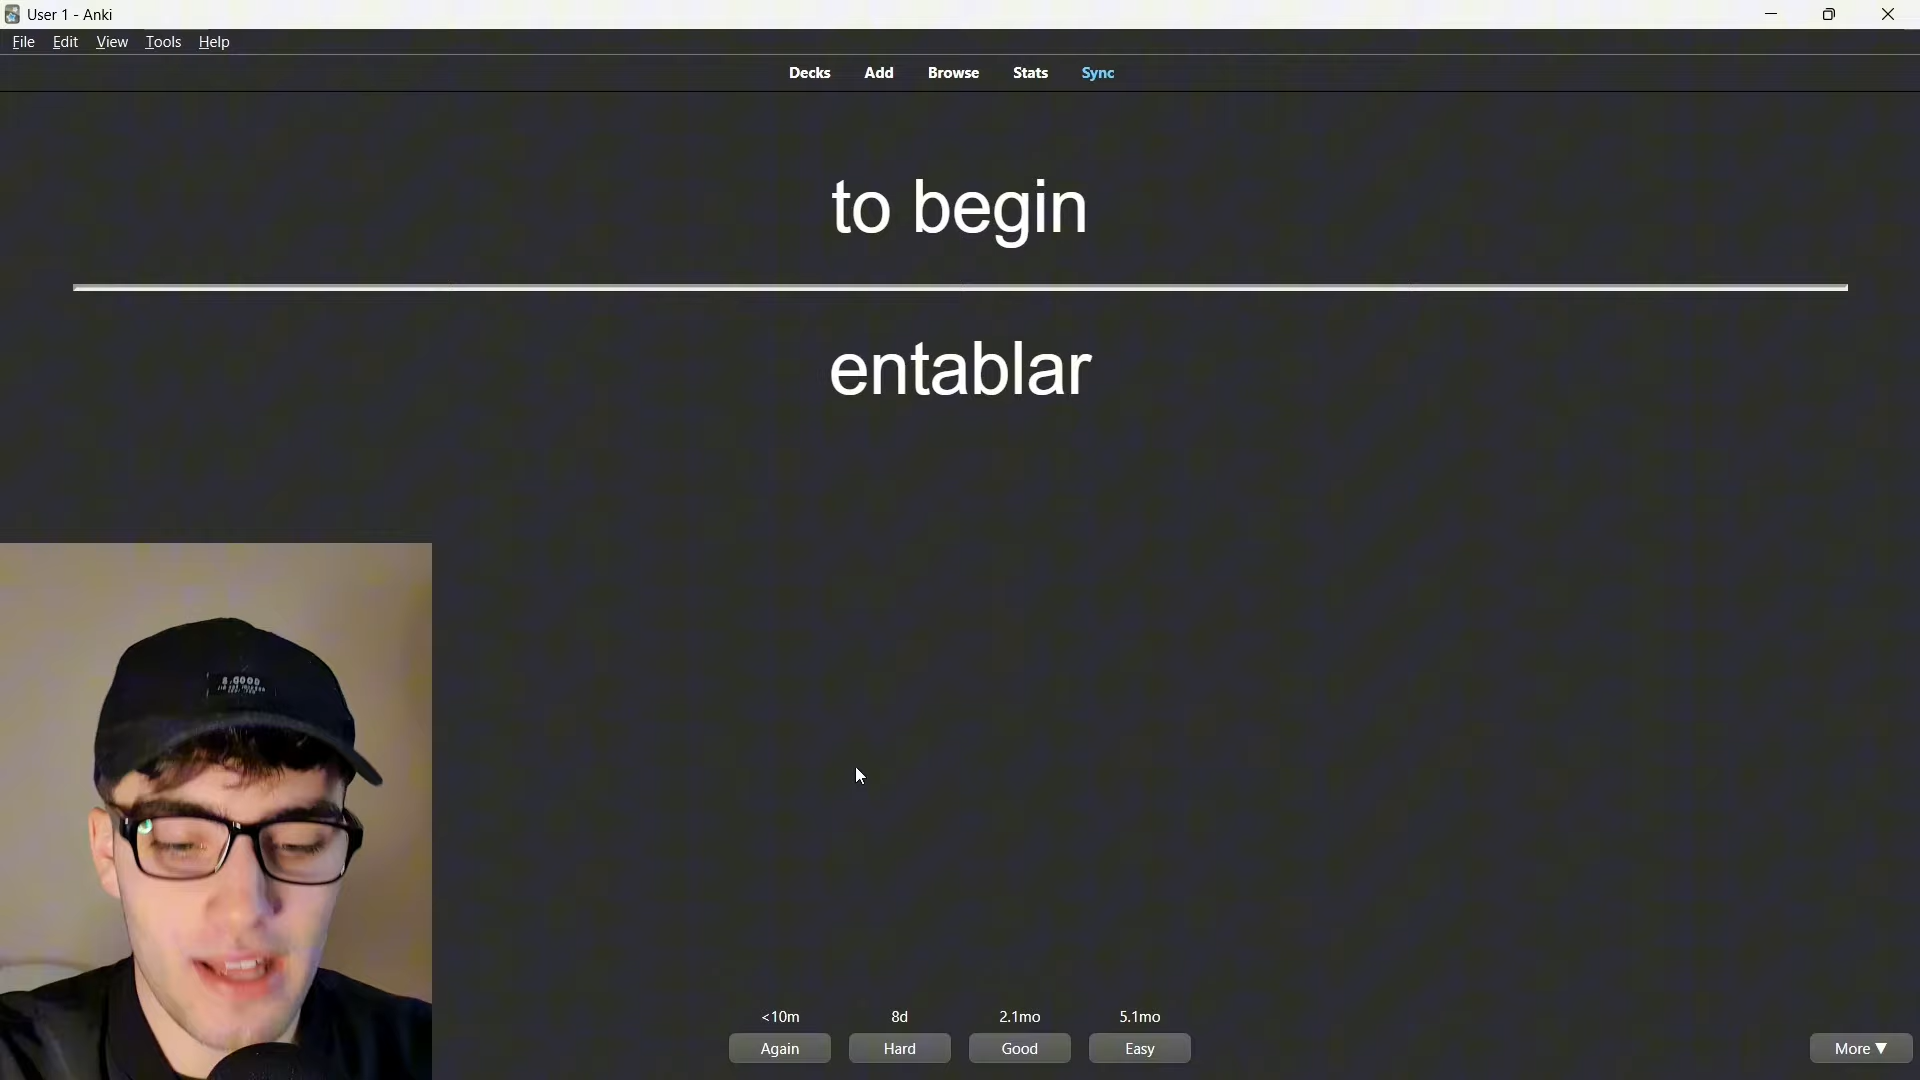 User 1 - Anki
File Edit View Tools Help
Decks Add Browse Stats Sync
to begin
entablar
<10m 8d 2.1mo 5.1mo
Again Hard Good Easy
More ▼